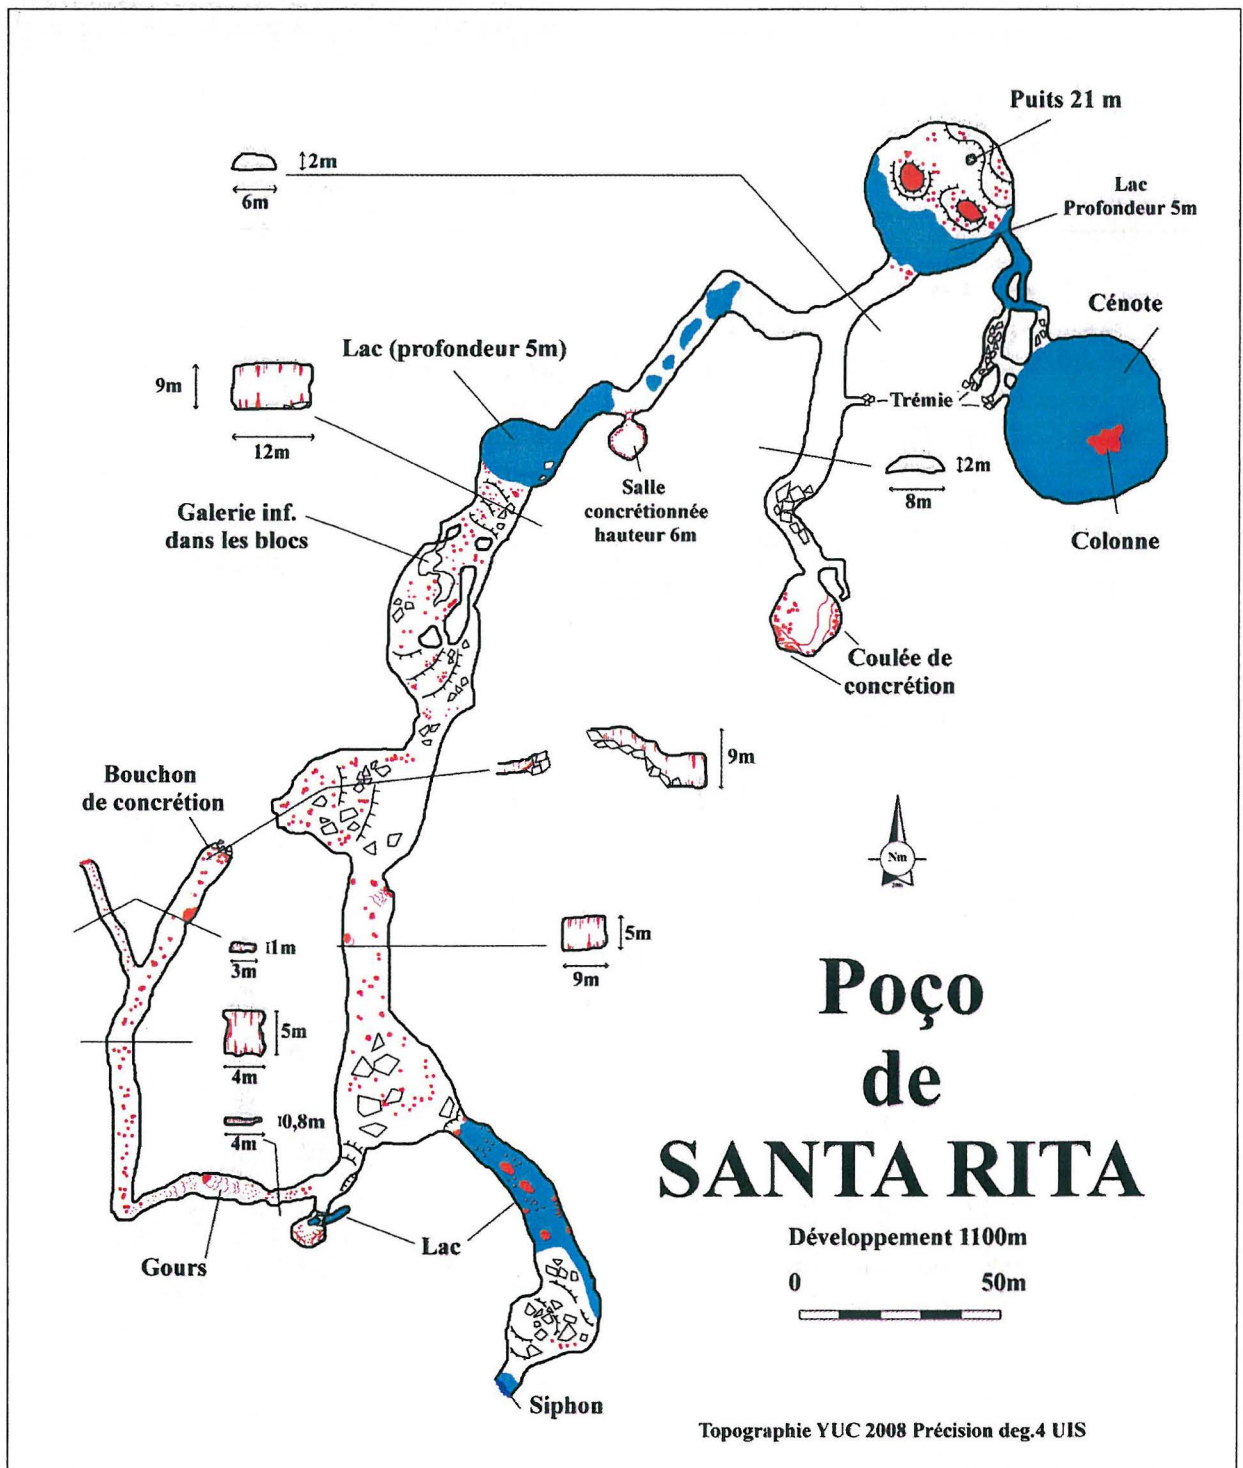 Puits 21 m
2m
6m
Lac
Profondeur 5m
Cénote
Lac (profondeur 5m)
9m
12m
Trémie
2m
8m
Salle
concrétionnée
hauteur 6m
Galerie inf.
dans les blocs
Colonne
Coulée de
concrétion
9m
Bouchon
de concrétion
Nm
5m
9m
1m
3m
5m
4m
0,8m
4m
Poço
de
SANTA RITA
Développement 1100m
0 50m
Lac
Gours
Siphon
Topographie YUC 2008 Précision deg.4 UIS